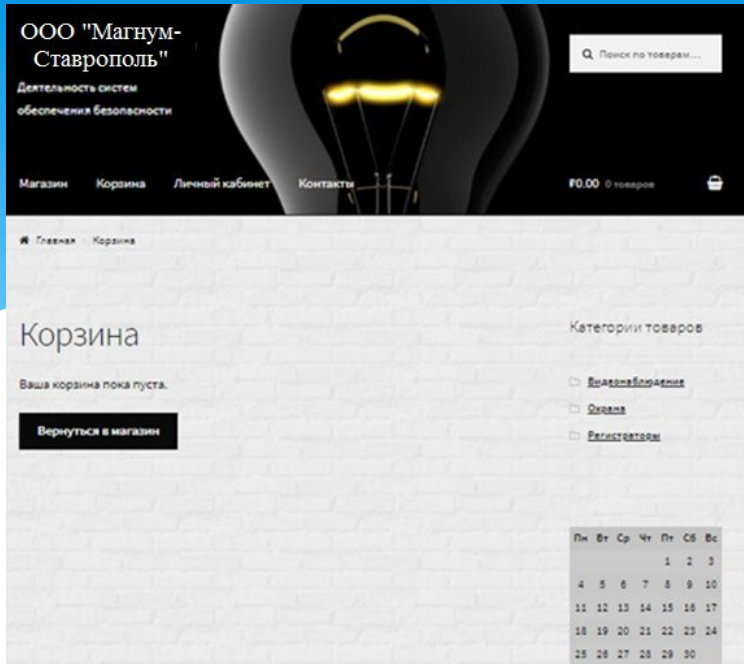 ООО "Магнум-
Ставрополь"
Деятельность систем
обеспечения безопасности
Поиск по товарам...
Магазин Корзина Личный кабинет Контакты
₽0.00 0 товаров
Главная Корзина
Корзина
Ваша корзина пока пуста.
Вернуться в магазин
Категории товаров
Видеонаблюдение
Охрана
Регистраторы
Пн Вт Ср Чт Пт Сб Вс
1 2 3
4 5 6 7 8 9 10
11 12 13 14 15 16 17
18 19 20 21 22 23 24
25 26 27 28 29 30